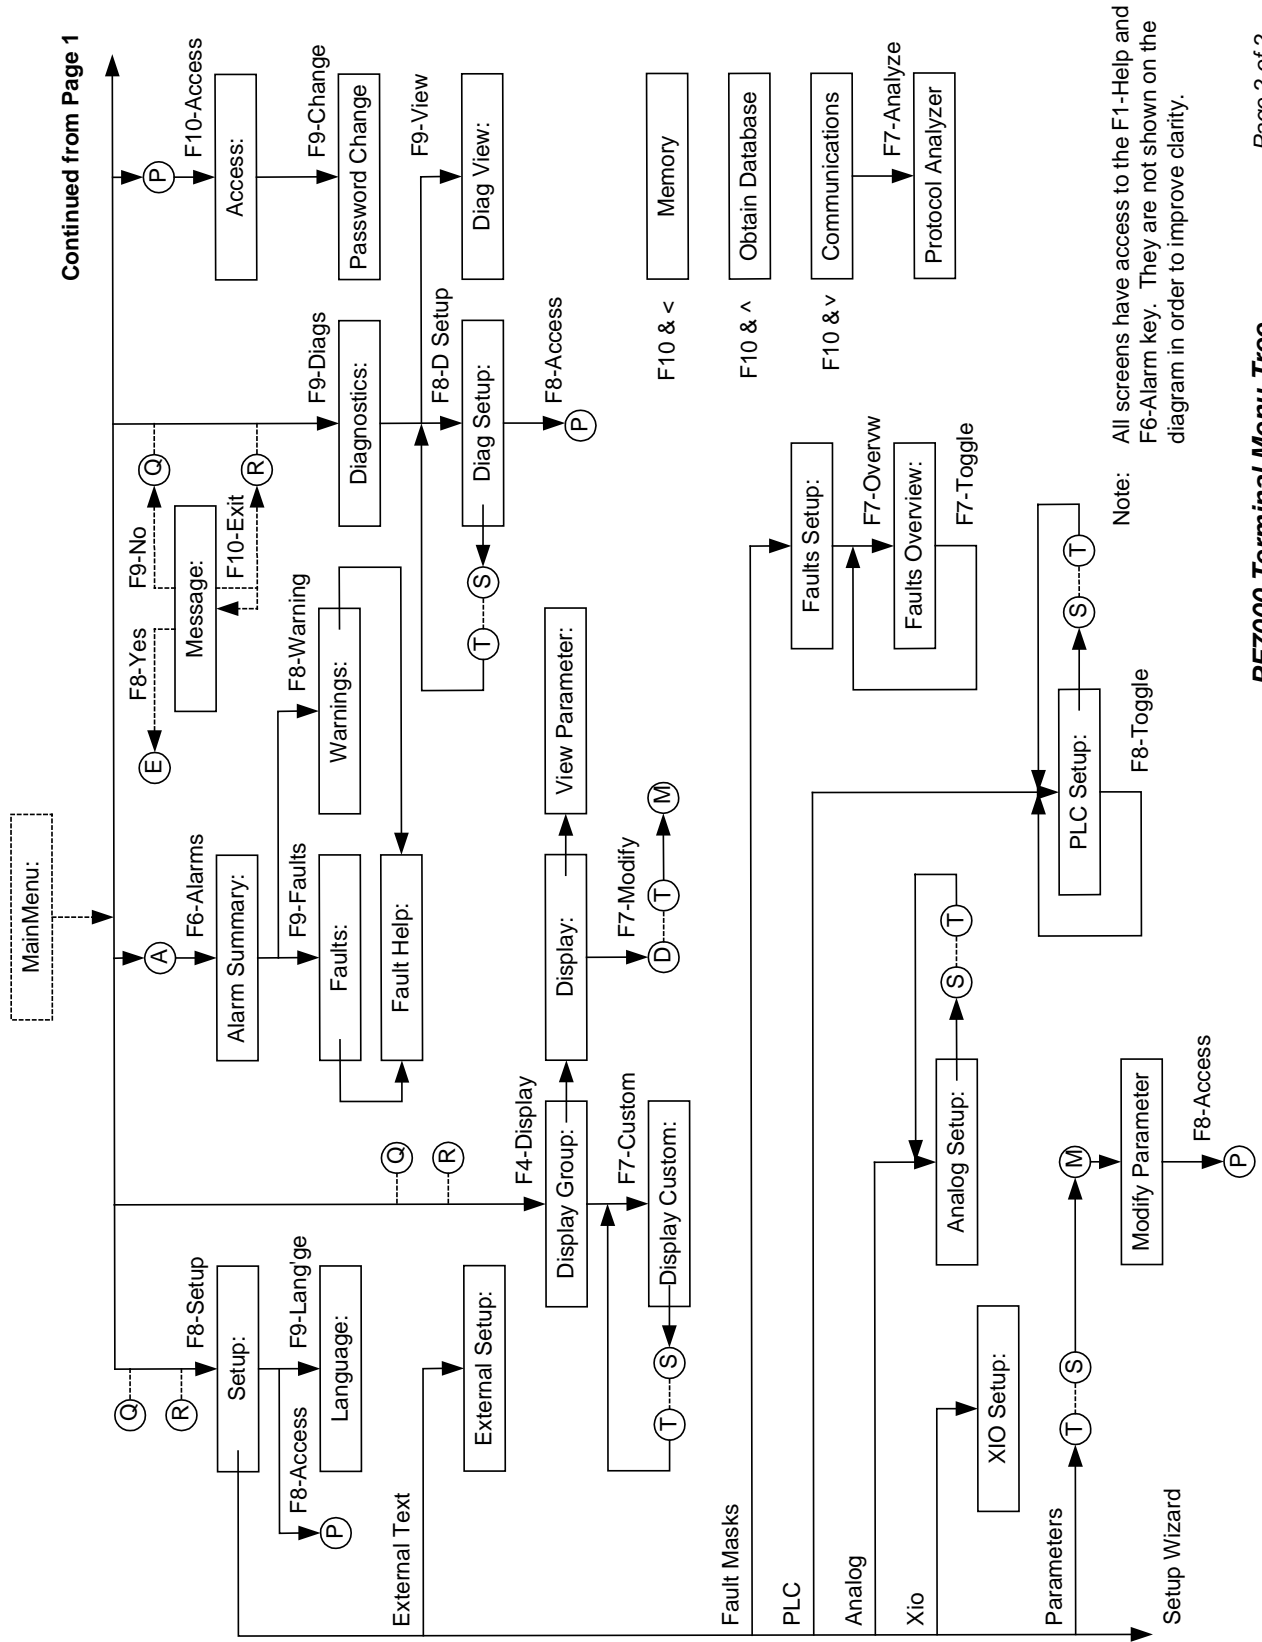 Continued from Page 1
MainMenu:
Q
R
F8-Setup
Setup:
F8-Access
P
F9-Lang'ge
Language:
External Text
External Setup:
Q
R
F4-Display
Display Group:
F7-Custom
Display Custom:
T
S
Display:
View Parameter:
F7-Modify
D
T
M
A
F6-Alarms
Alarm Summary:
F9-Faults
Faults:
F8-Warning
Warnings:
Fault Help:
E
F8-Yes
F9-No
Message:
F10-Exit
Q
R
F9-Diags
Diagnostics:
F8-D Setup
Diag Setup:
T
S
F8-Access
P
F9-View
Diag View:
P
F10-Access
Access:
F9-Change
Password Change
F10 & <
Memory
F10 & ^
Obtain Database
F10 & v
Communications
F7-Analyze
Protocol Analyzer
Fault Masks
Faults Setup:
F7-Overvw
Faults Overview:
F7-Toggle
PLC
PLC Setup:
S
T
F8-Toggle
Analog
Analog Setup:
S
T
Xio
XIO Setup:
Parameters
T
S
M
Modify Parameter
F8-Access
P
Setup Wizard
Note:
All screens have access to the F1-Help and
F6-Alarm key. They are not shown on the
diagram in order to improve clarity.
Terminal Menu Tree
Page 2 of 2